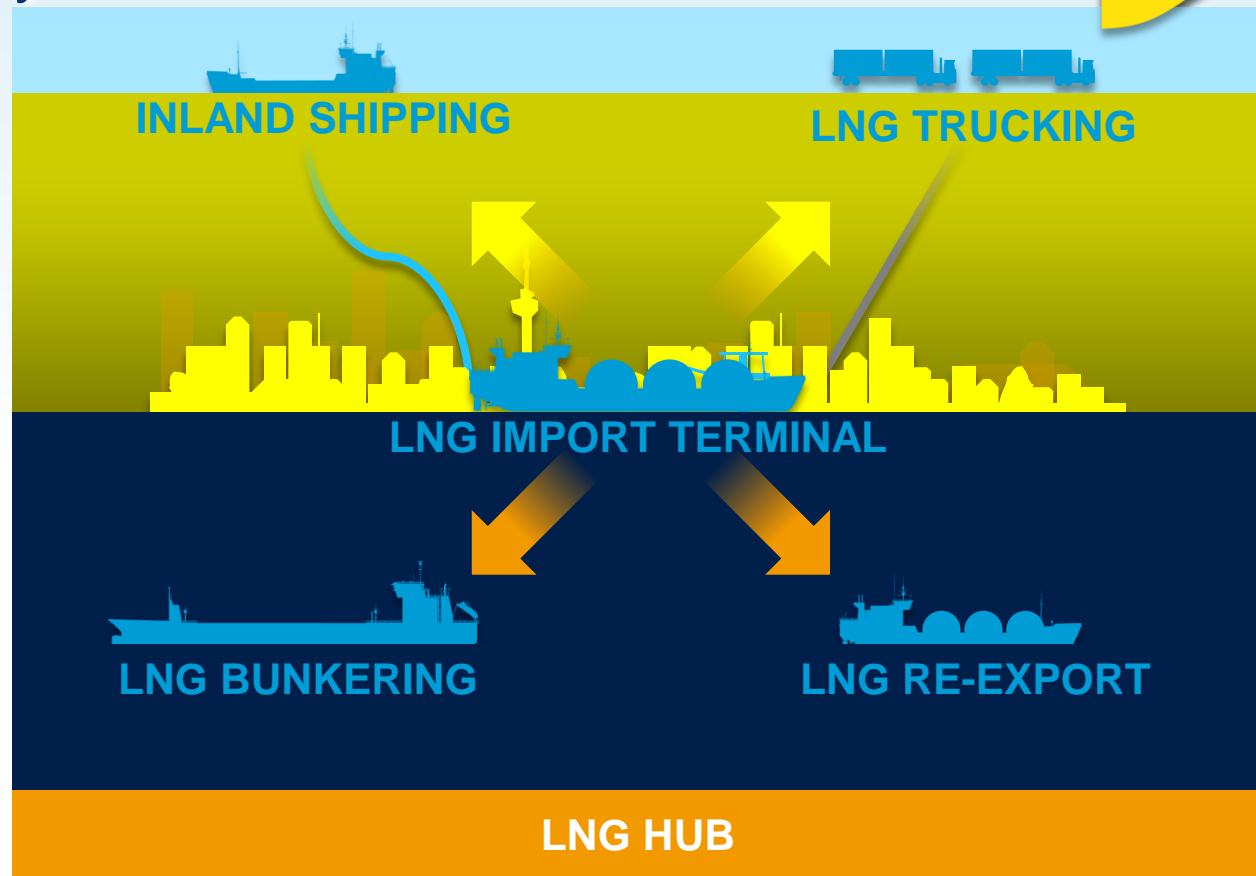 INLAND SHIPPING
LNG TRUCKING
LNG IMPORT TERMINAL
LNG BUNKERING
LNG RE-EXPORT
LNG HUB